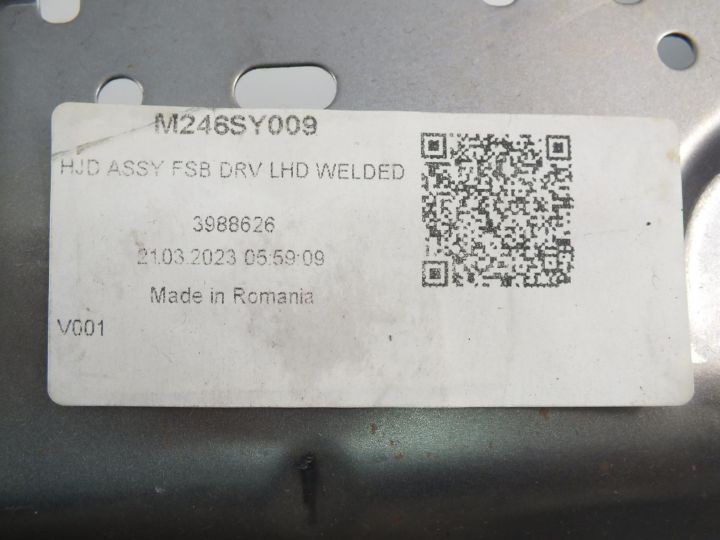 M246SY009
HJD ASSY FSB DRV LHD WELDED
3988626
21.03.2023 05:59:09
Made in Romania
V001